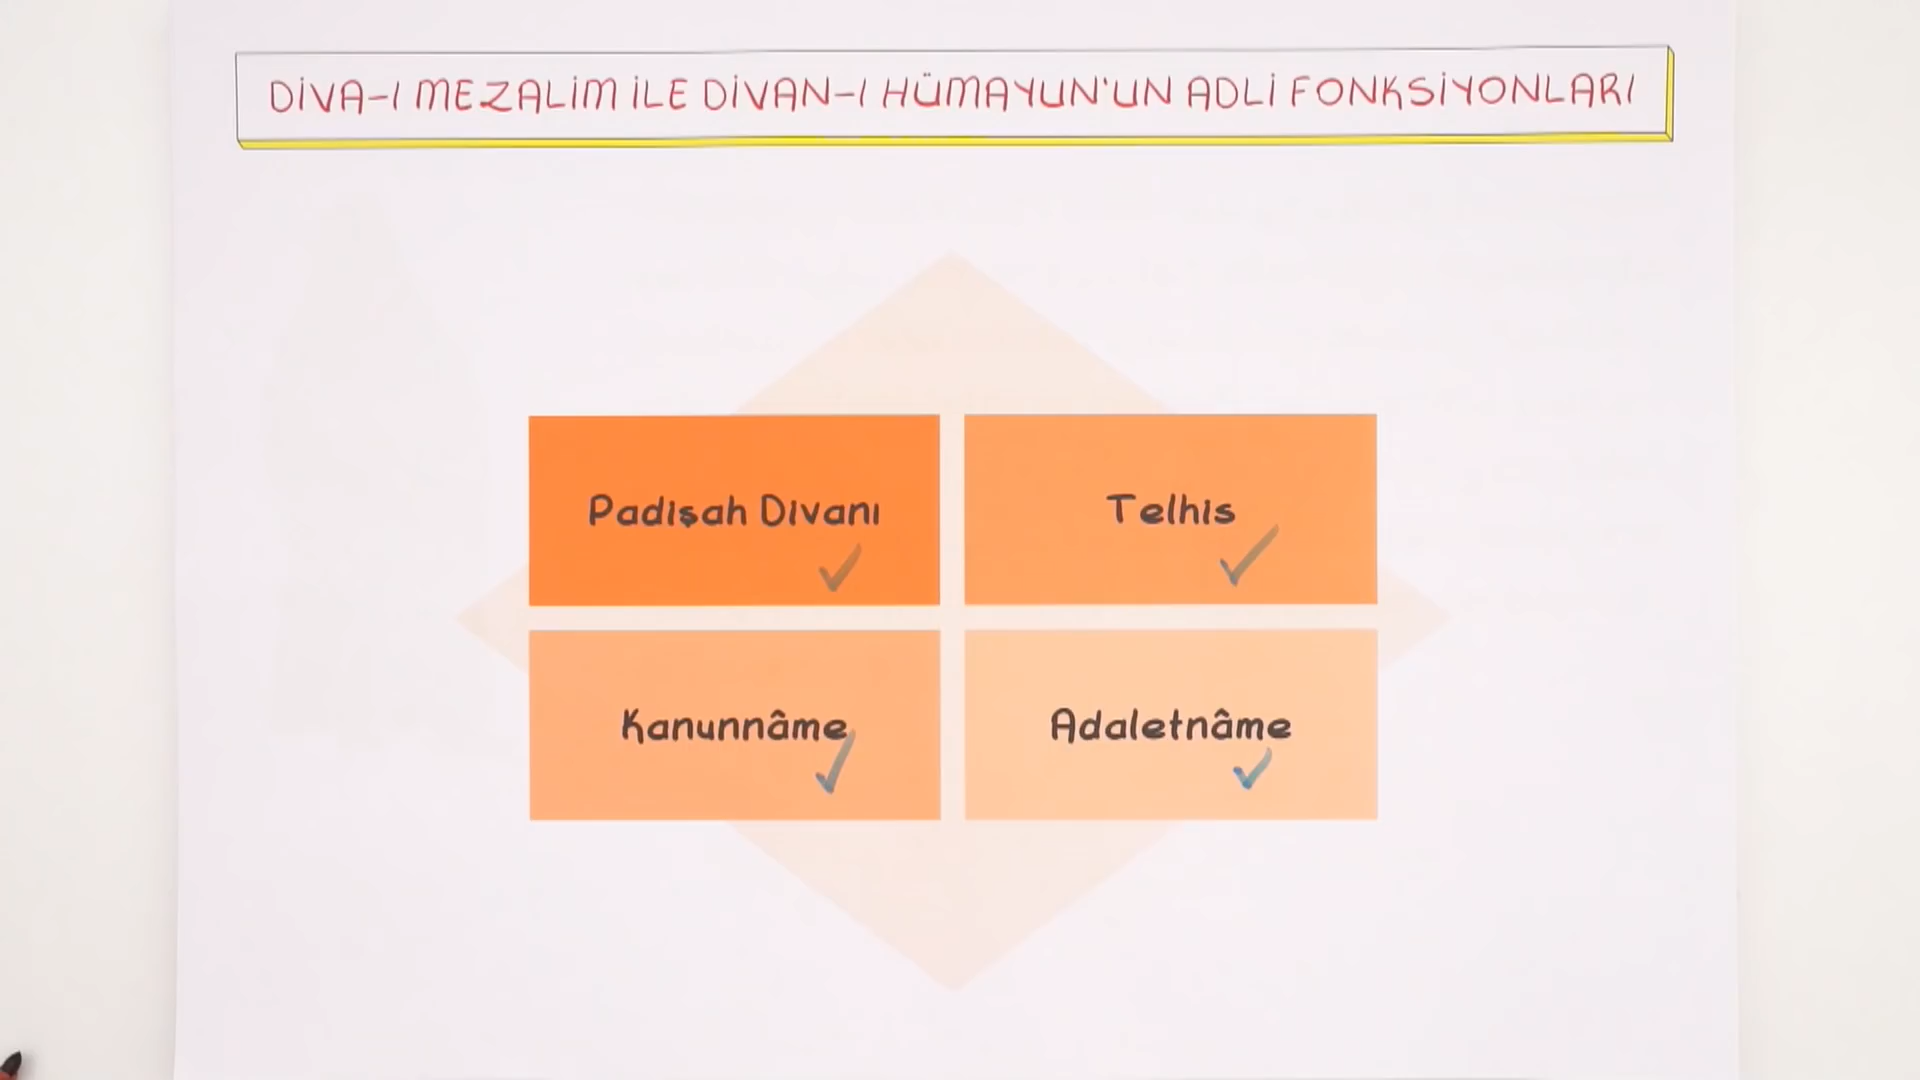 DİVA-I MEZALİM İLE DİVAN-I HÜMAYUN'UN ADLİ FONKSİYONLARI
Padişah Divanı
Telhis
Kanunnâme
Adaletnâme